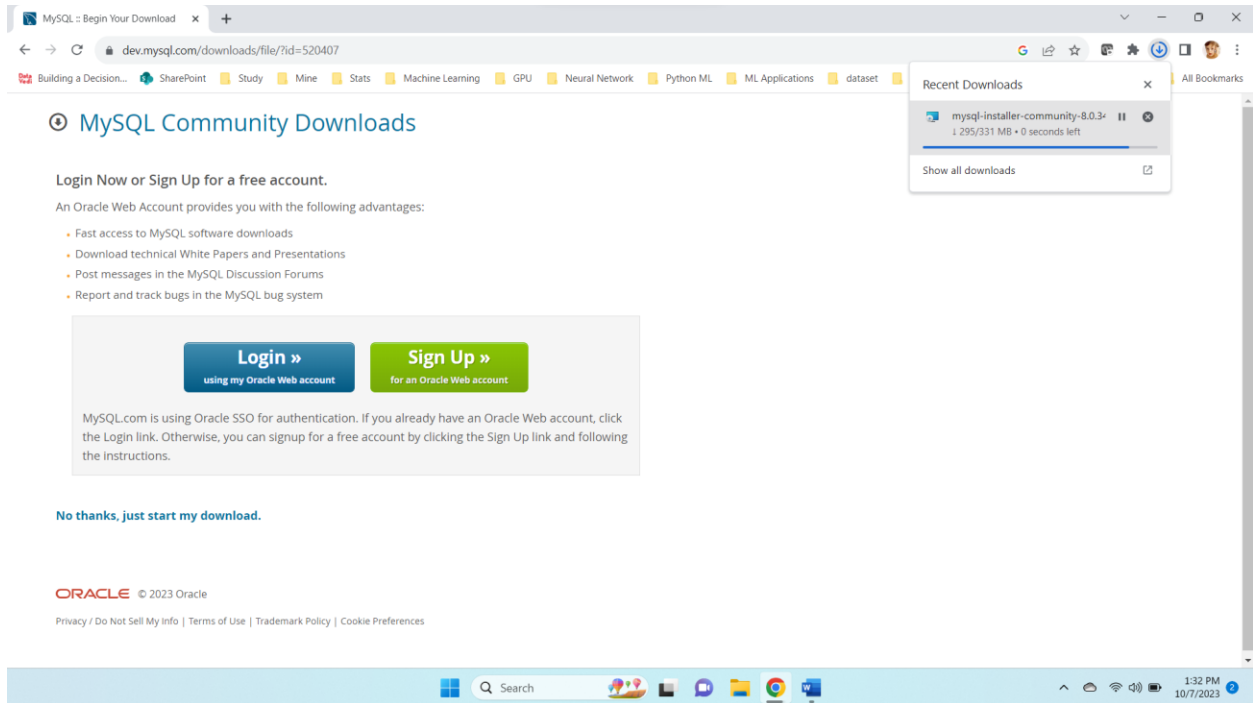 MySQL :: Begin Your Download
dev.mysql.com/downloads/file/?id=520407
Building a Decision... SharePoint Study Mine Stats Machine Learning GPU Neural Network Python ML ML Applications dataset All Bookmarks
Recent Downloads
mysql-installer-community-8.0.34
↓ 295/331 MB • 0 seconds left
Show all downloads
MySQL Community Downloads
Login Now or Sign Up for a free account.
An Oracle Web Account provides you with the following advantages:
Fast access to MySQL software downloads
Download technical White Papers and Presentations
Post messages in the MySQL Discussion Forums
Report and track bugs in the MySQL bug system
Login » Sign Up »
using my Oracle Web account for an Oracle Web account
MySQL.com is using Oracle SSO for authentication. If you already have an Oracle Web account, click
the Login link. Otherwise, you can signup for a free account by clicking the Sign Up link and following
the instructions.
No thanks, just start my download.
ORACLE © 2023 Oracle
Privacy / Do Not Sell My Info | Terms of Use | Trademark Policy | Cookie Preferences
Search
1:32 PM
10/7/2023
2